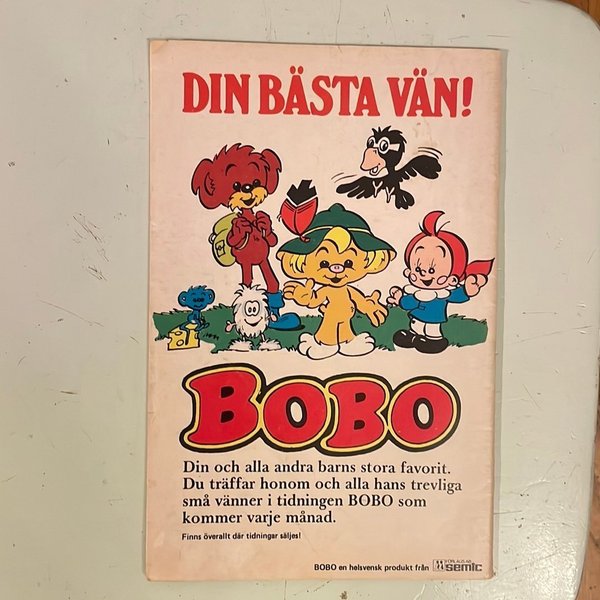 DIN BÄSTA VÄN!
BOBO
Din och alla andra barns stora favorit.
Du träffar honom och alla hans trevliga
små vänner i tidningen BOBO som
kommer varje månad.
Finns överallt där tidningar säljes!
BOBO en helsvensk produkt från
FÖRLAGS AB
semic